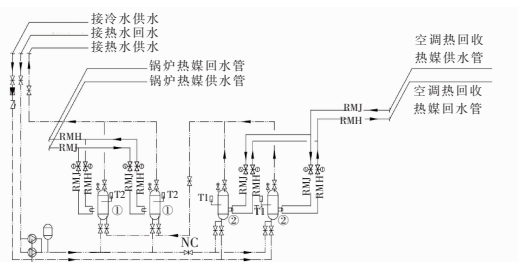 接冷水供水
接热水回水
接热水供水
锅炉热媒回水管
锅炉热媒供水管
空调热回收
热媒供水管
空调热回收
热媒回水管
RMJ
RMH
RMH
RMJ
RMJ
RMH
RMJ
RMH
RMJ
RMH
RMJ
RMH
T2
T2
T1
T1
①
①
②
②
NC